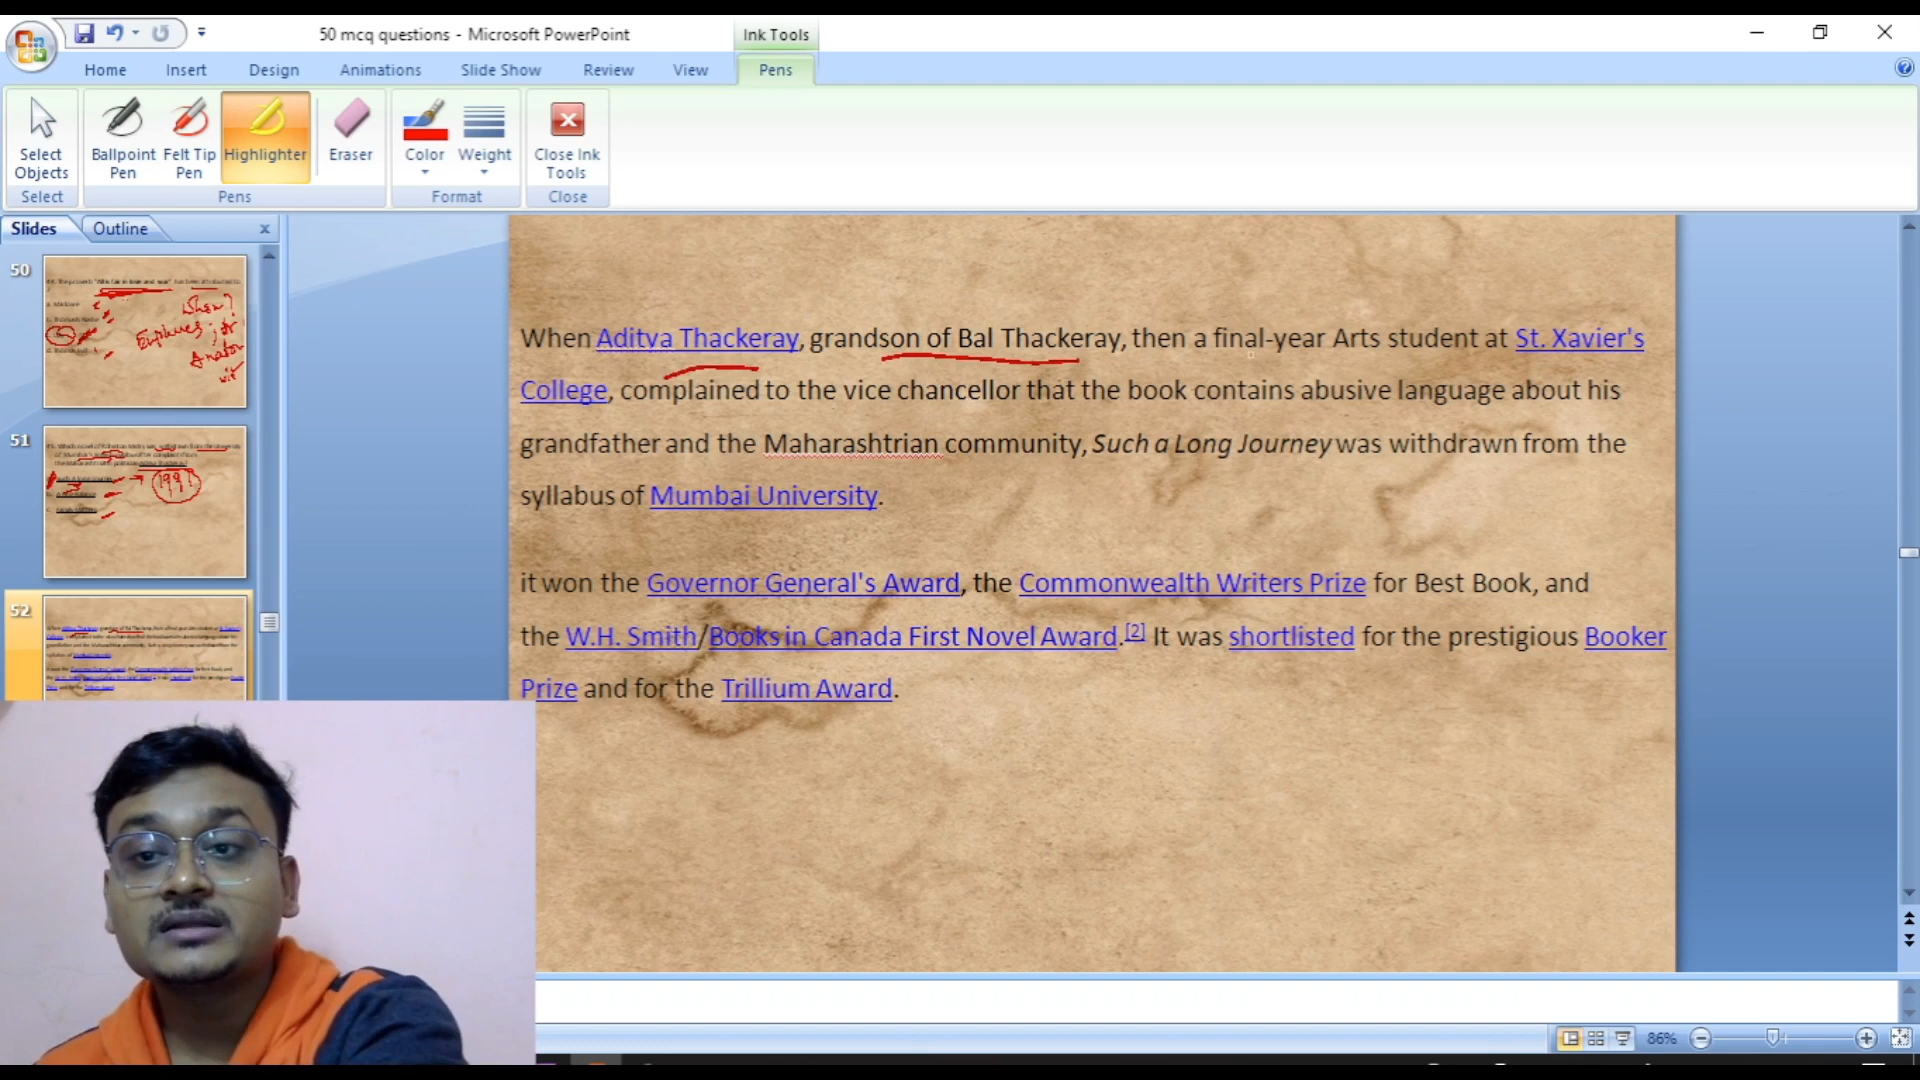 50 mcq questions - Microsoft PowerPoint
Ink Tools
Home Insert Design Animations Slide Show Review View Pens
Select Objects
Ballpoint Pen
Felt Tip Pen
Highlighter
Eraser
Color
Weight
Close Ink Tools
Select Pens Format Close
Slides Outline x
50
51
1991
52
When Aditya Thackeray, grandson of Bal Thackeray, then a final-year Arts student at St. Xavier's
College, complained to the vice chancellor that the book contains abusive language about his
grandfather and the Maharashtrian community, Such a Long Journey was withdrawn from the
syllabus of Mumbai University.
it won the Governor General's Award, the Commonwealth Writers Prize for Best Book, and
the W.H. Smith/Books in Canada First Novel Award.[2] It was shortlisted for the prestigious Booker
Prize and for the Trillium Award.
86%